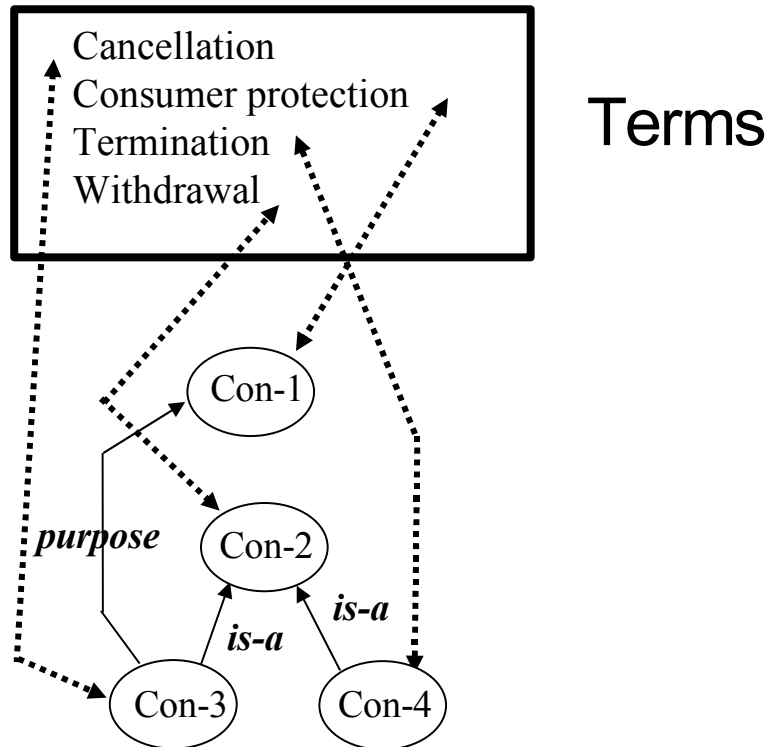 Cancellation
Consumer protection
Termination
Withdrawal
Terms
Con-1
purpose
Con-2
is-a
is-a
Con-3
Con-4